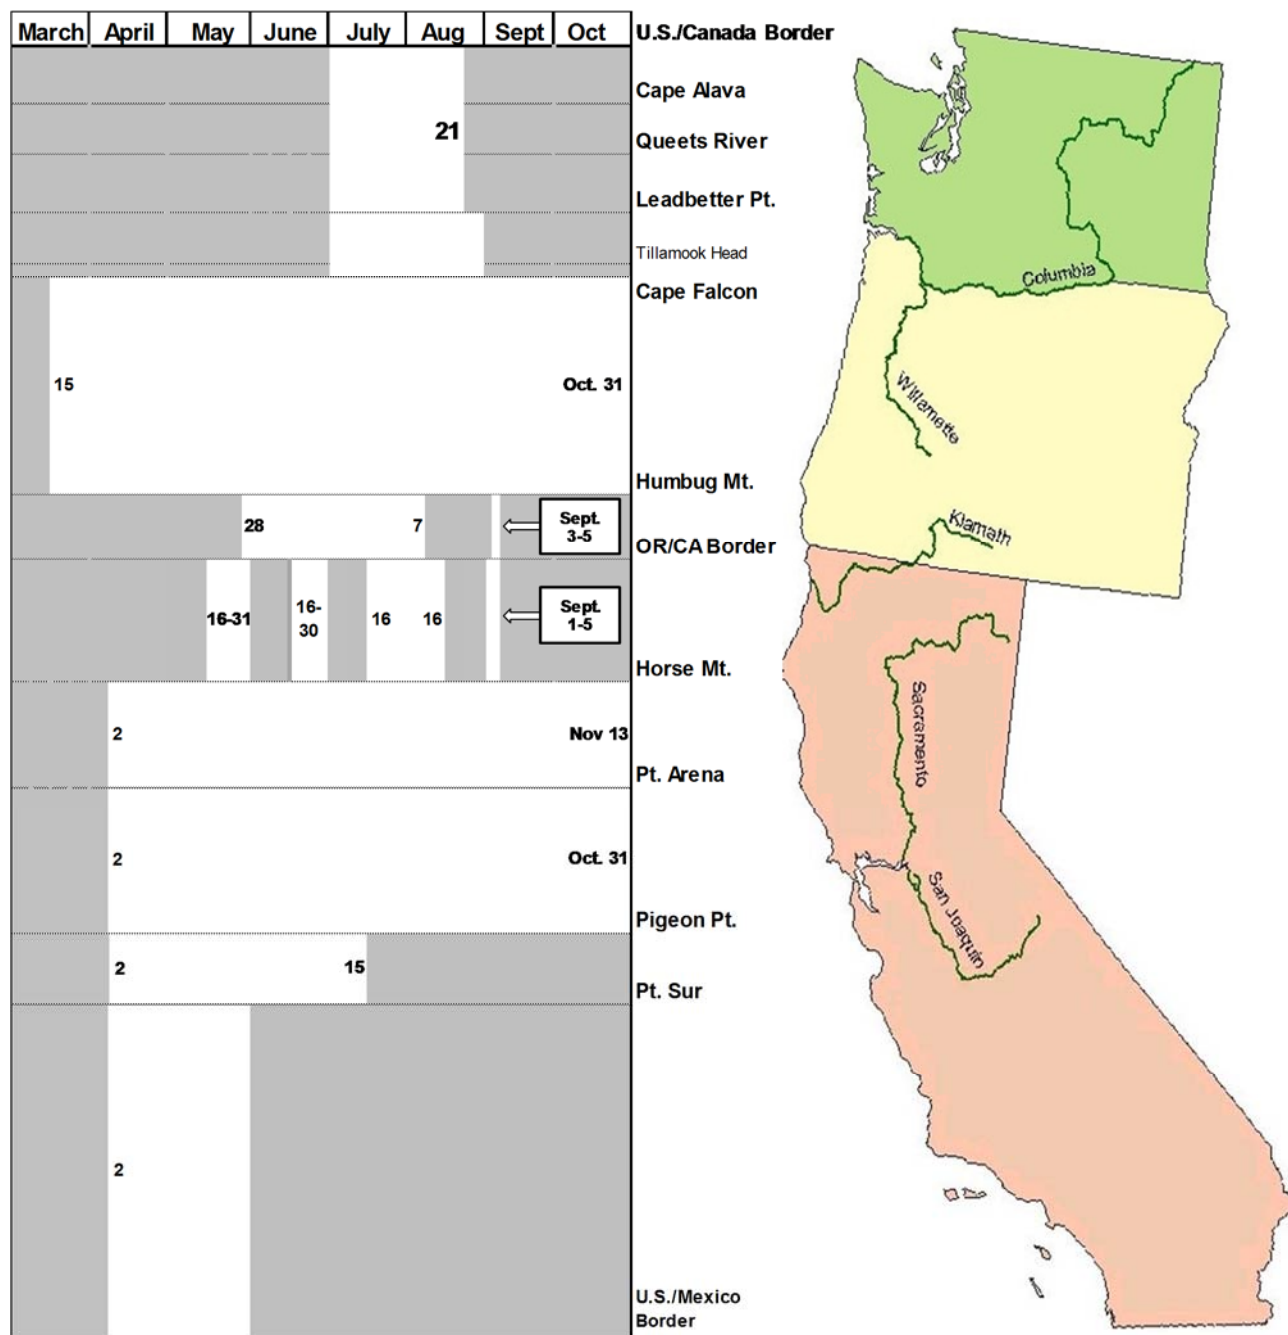 March April May June July Aug Sept Oct
U.S./Canada Border
Cape Alava
21
Queets River
Leadbetter Pt.
Tillamook Head
Cape Falcon
15 Oct. 31
Humbug Mt.
28 7 Sept.
3-5
OR/CA Border
16-31 16-
30 16 16 Sept.
1-5
Horse Mt.
2 Nov 13
Pt. Arena
2 Oct. 31
Pigeon Pt.
2 15
Pt. Sur
2
U.S./Mexico
Border
Columbia
Willamette
Klamath
Sacramento
San Joaquin